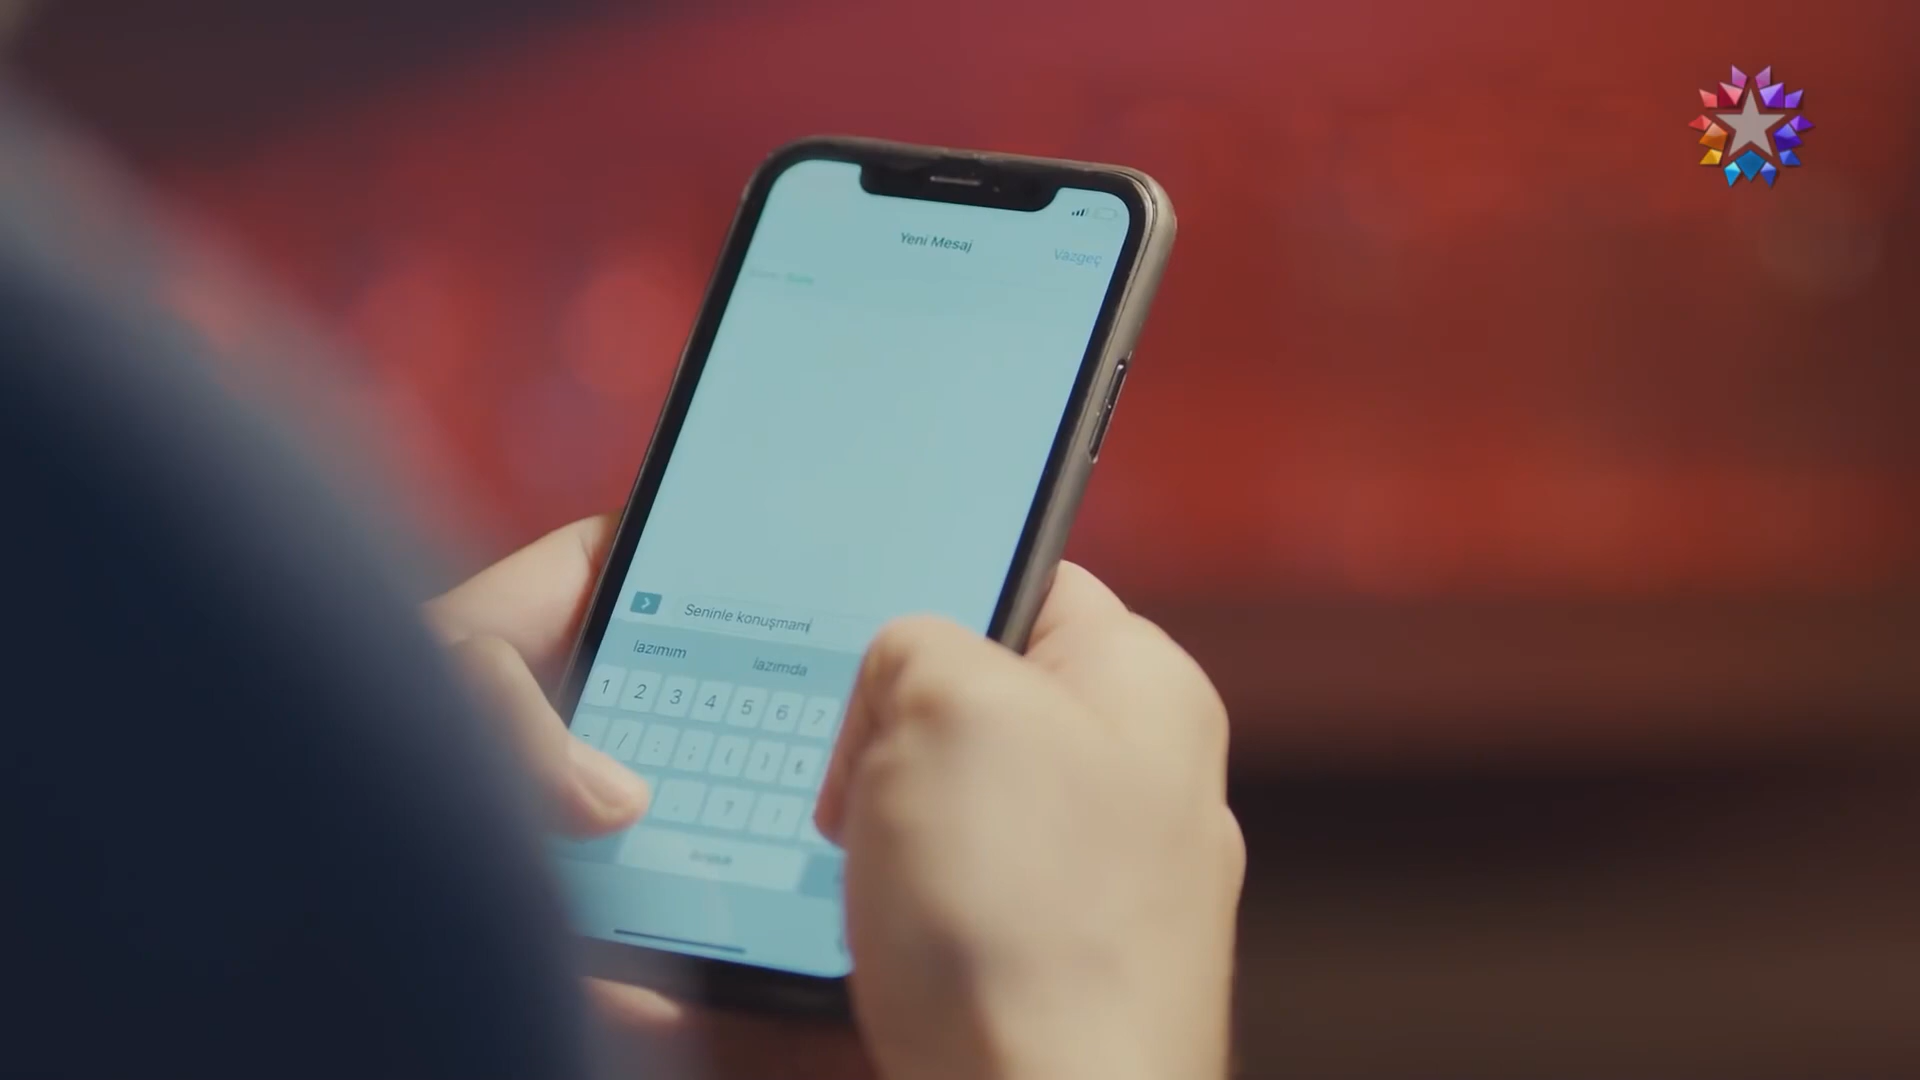 Yeni Mesaj
Vazgeç
Seninle konuşmam
lazımım lazımda
1 2 3 4 5 6 7
/ : ; ( ) ₺
. ? !